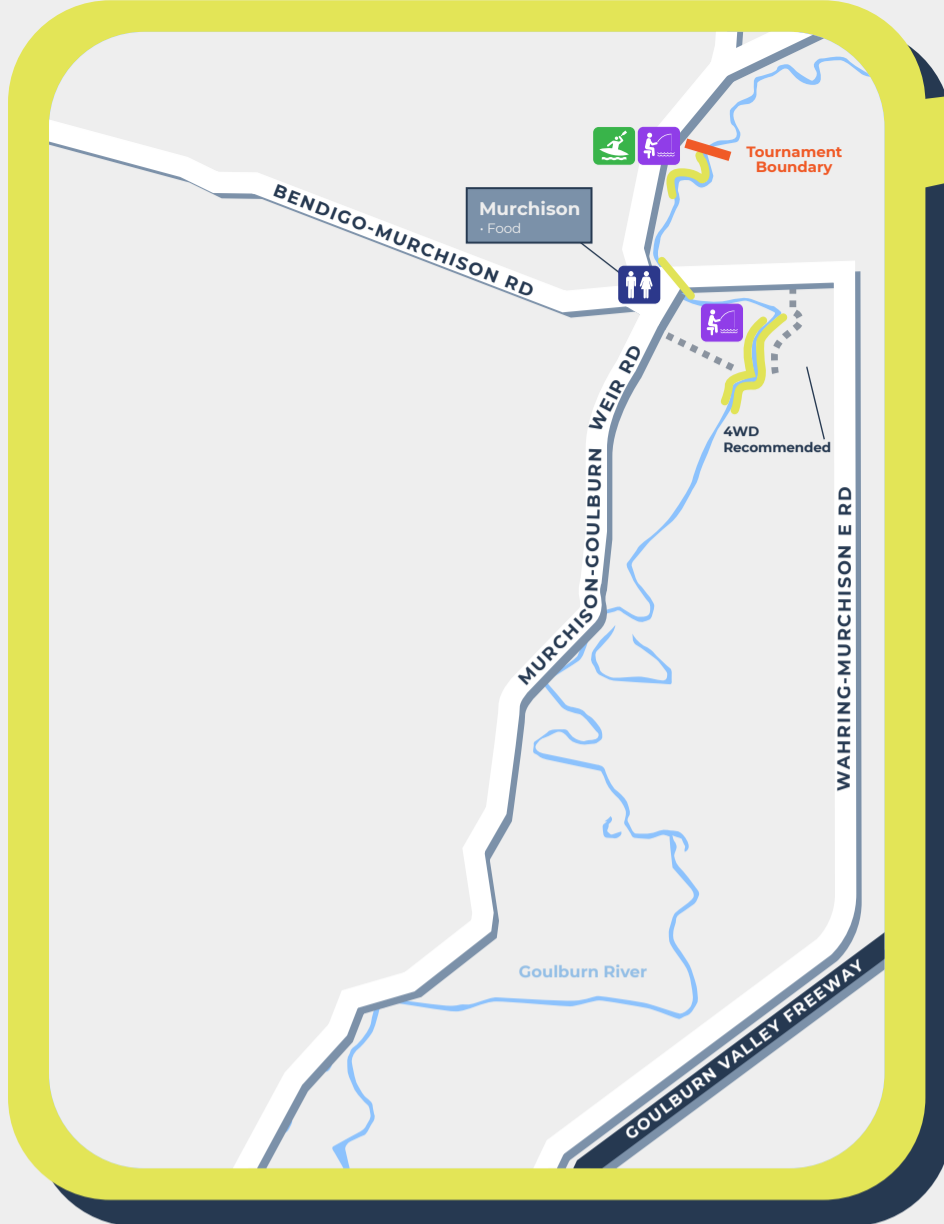 Tournament
Boundary
Murchison
· Food
BENDIGO-MURCHISON RD
MURCHISON-GOULBURN WEIR RD
4WD
Recommended
WAHRING-MURCHISON E RD
Goulburn River
GOULBURN VALLEY FREEWAY